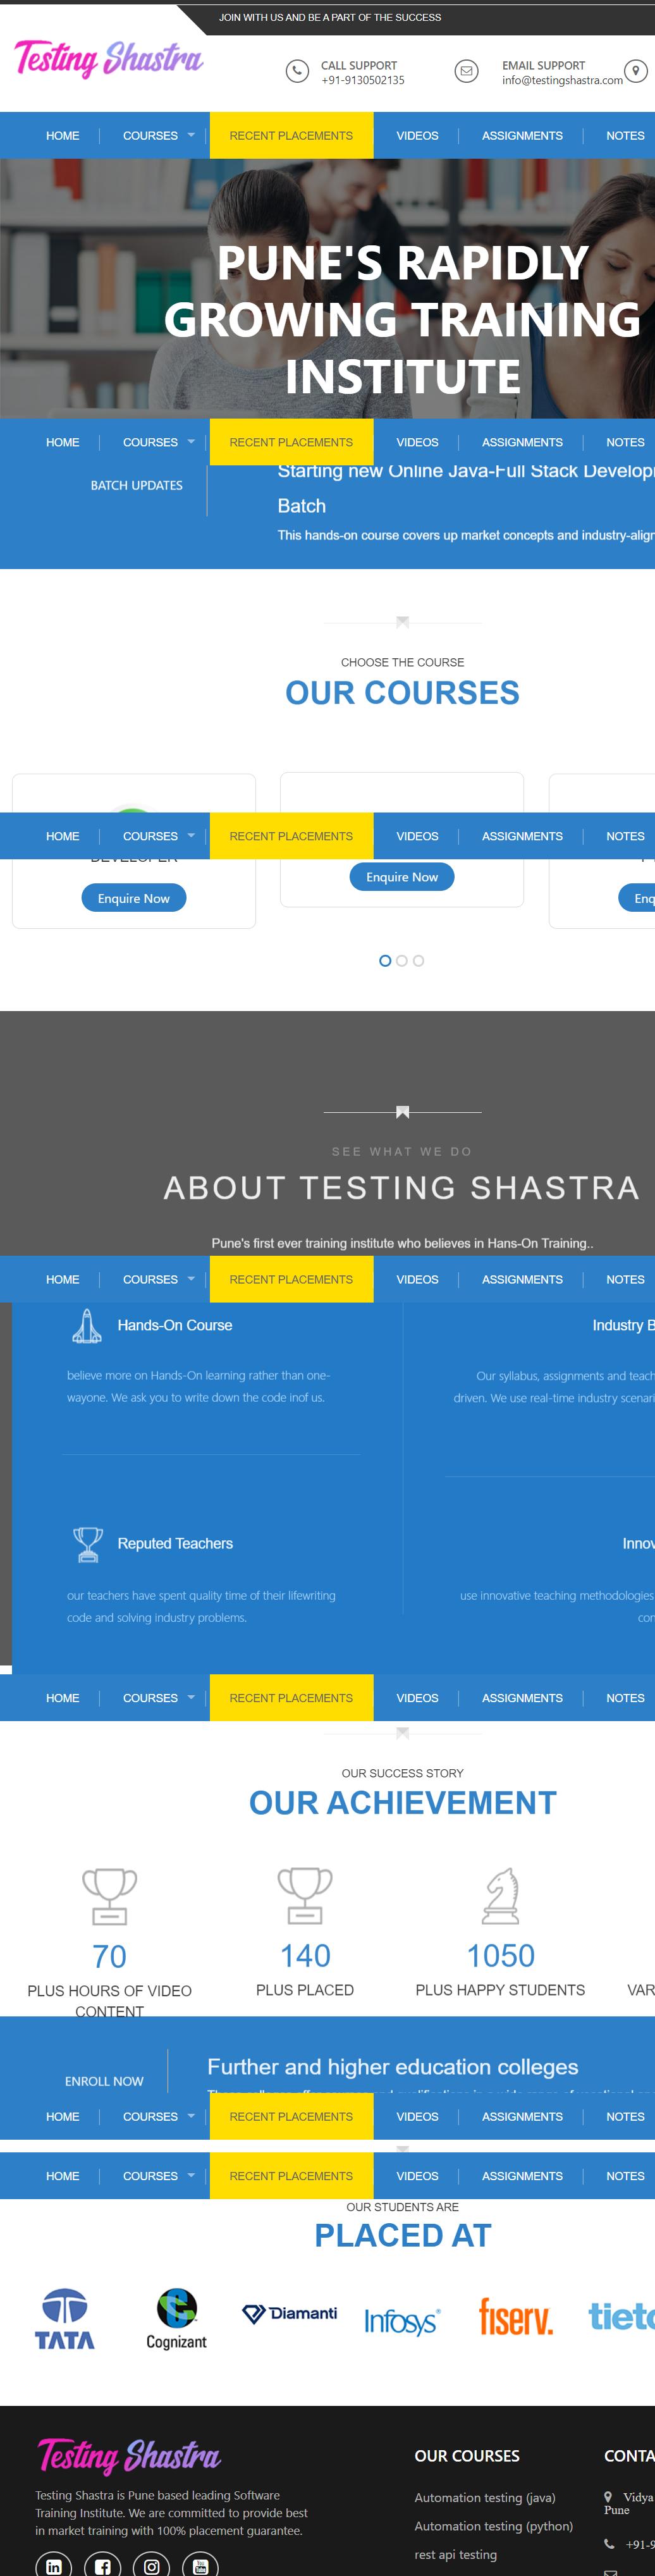 JOIN WITH US AND BE A PART OF THE SUCCESS
Testing Shastra
CALL SUPPORT
+91-9130502135
EMAIL SUPPORT
info@testingshastra.com
HOME COURSES RECENT PLACEMENTS VIDEOS ASSIGNMENTS NOTES
PUNE'S RAPIDLY
GROWING TRAINING
INSTITUTE
HOME COURSES RECENT PLACEMENTS VIDEOS ASSIGNMENTS NOTES
BATCH UPDATES
Starting new Online Java-Full Stack Develop
Batch
This hands-on course covers up market concepts and industry-align
CHOOSE THE COURSE
OUR COURSES
HOME COURSES RECENT PLACEMENTS VIDEOS ASSIGNMENTS NOTES
DEVELOPER
Enquire Now
Enquire Now
Enq
SEE WHAT WE DO
ABOUT TESTING SHASTRA
Pune's first ever training institute who believes in Hans-On Training..
HOME COURSES RECENT PLACEMENTS VIDEOS ASSIGNMENTS NOTES
Hands-On Course
believe more on Hands-On learning rather than one-
wayone. We ask you to write down the code inof us.
Industry B
Our syllabus, assignments and teach
driven. We use real-time industry scenari
Reputed Teachers
our teachers have spent quality time of their lifewriting
code and solving industry problems.
Innov
use innovative teaching methodologies
con
HOME COURSES RECENT PLACEMENTS VIDEOS ASSIGNMENTS NOTES
OUR SUCCESS STORY
OUR ACHIEVEMENT
70
PLUS HOURS OF VIDEO
CONTENT
140
PLUS PLACED
1050
PLUS HAPPY STUDENTS
VAR
ENROLL NOW
Further and higher education colleges
HOME COURSES RECENT PLACEMENTS VIDEOS ASSIGNMENTS NOTES
HOME COURSES RECENT PLACEMENTS VIDEOS ASSIGNMENTS NOTES
OUR STUDENTS ARE
PLACED AT
TATA
Cognizant
Diamanti
Infosys
fiserv.
tieto
Testing Shastra
Testing Shastra is Pune based leading Software
Training Institute. We are committed to provide best
in market training with 100% placement guarantee.
OUR COURSES
Automation testing (java)
Automation testing (python)
rest api testing
CONTA
Vidya
Pune
+91-9